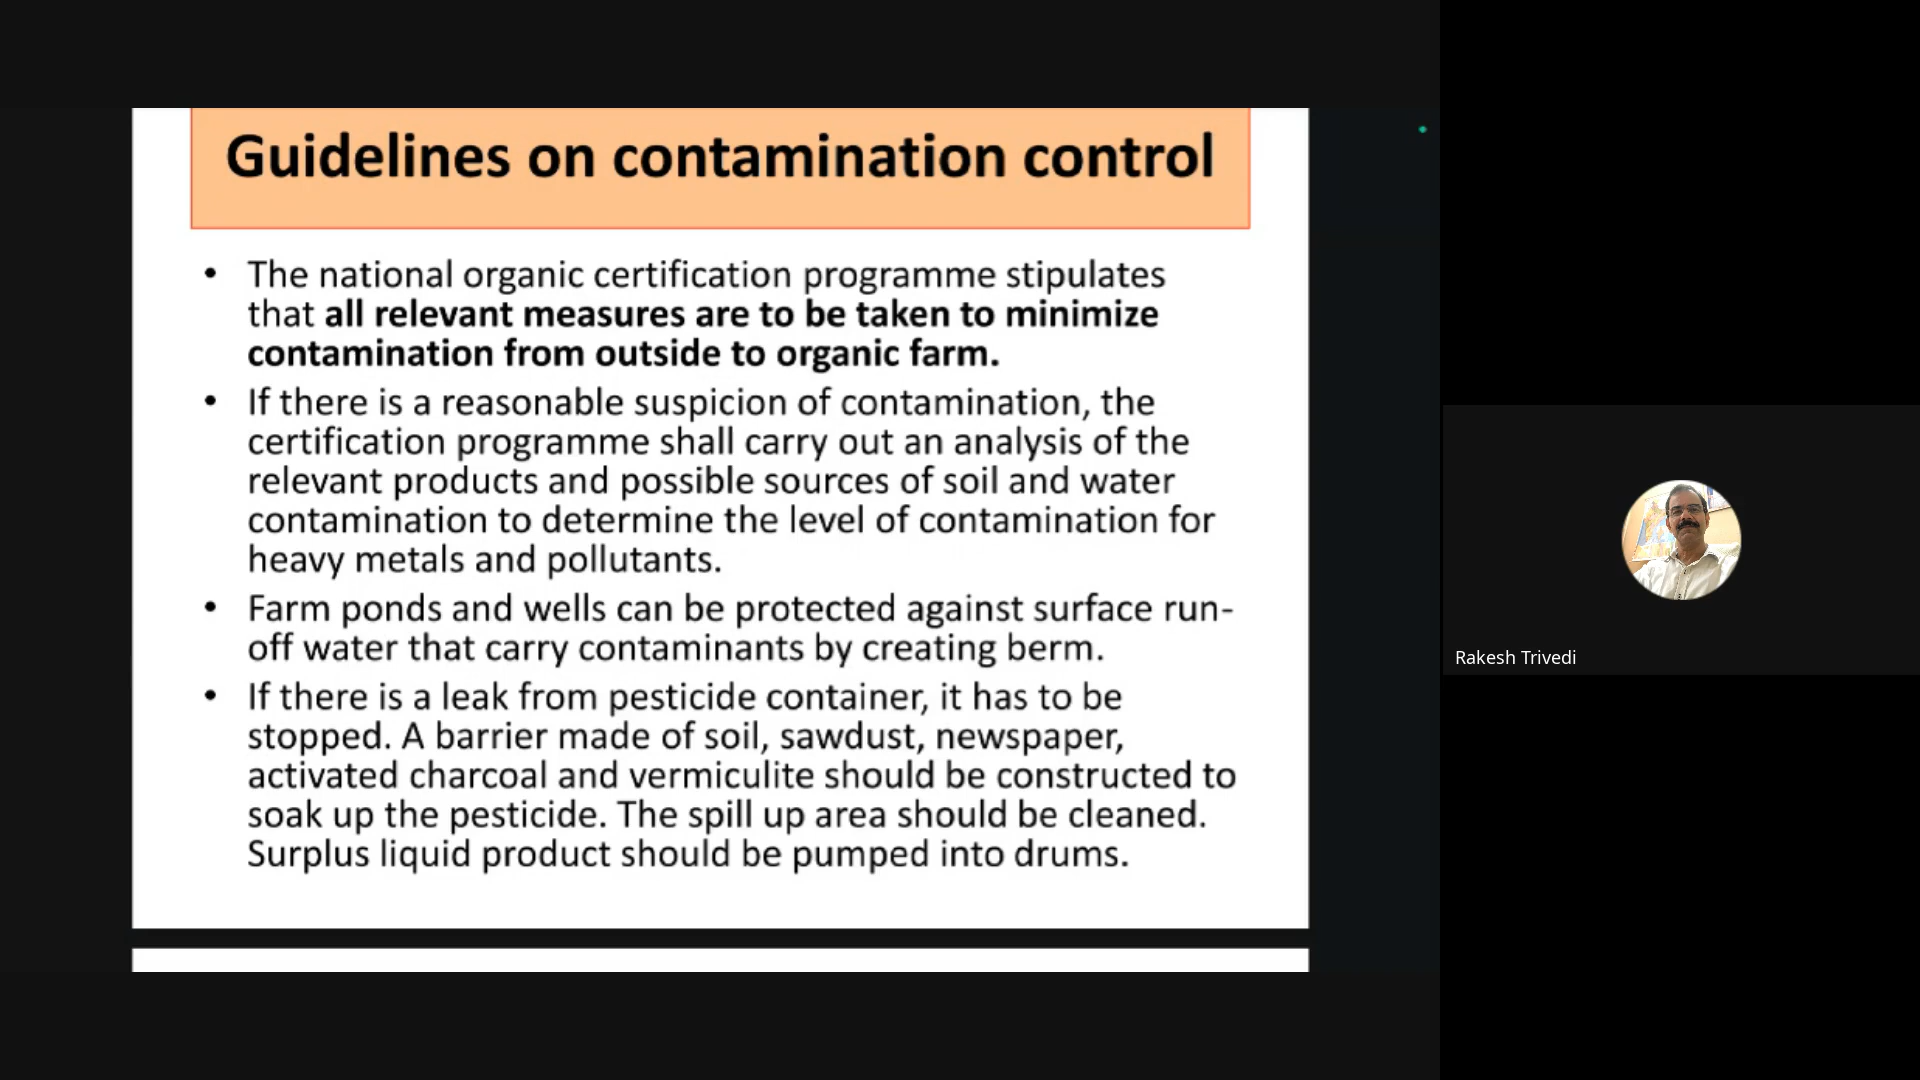 Guidelines on contamination control
• The national organic certification programme stipulates
that all relevant measures are to be taken to minimize
contamination from outside to organic farm.
• If there is a reasonable suspicion of contamination, the
certification programme shall carry out an analysis of the
relevant products and possible sources of soil and water
contamination to determine the level of contamination for
heavy metals and pollutants.
• Farm ponds and wells can be protected against surface run-
off water that carry contaminants by creating berm.
• If there is a leak from pesticide container, it has to be
stopped. A barrier made of soil, sawdust, newspaper,
activated charcoal and vermiculite should be constructed to
soak up the pesticide. The spill up area should be cleaned.
Surplus liquid product should be pumped into drums.
Rakesh Trivedi